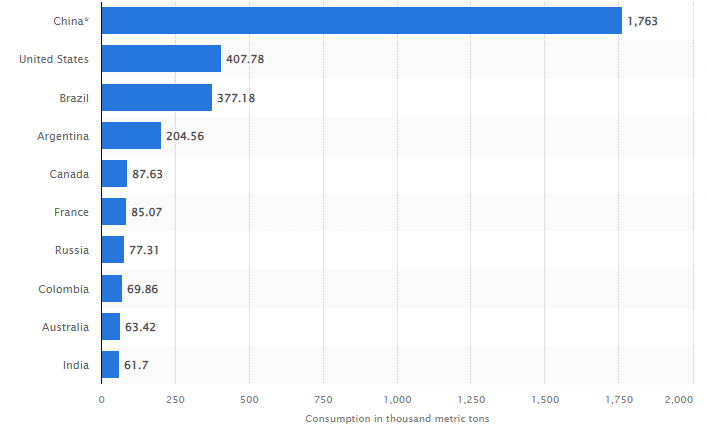 China* 1,763
United States 407.78
Brazil 377.18
Argentina 204.56
Canada 87.63
France 85.07
Russia 77.31
Colombia 69.86
Australia 63.42
India 61.7
0 250 500 750 1,000 1,250 1,500 1,750 2,000
Consumption in thousand metric tons